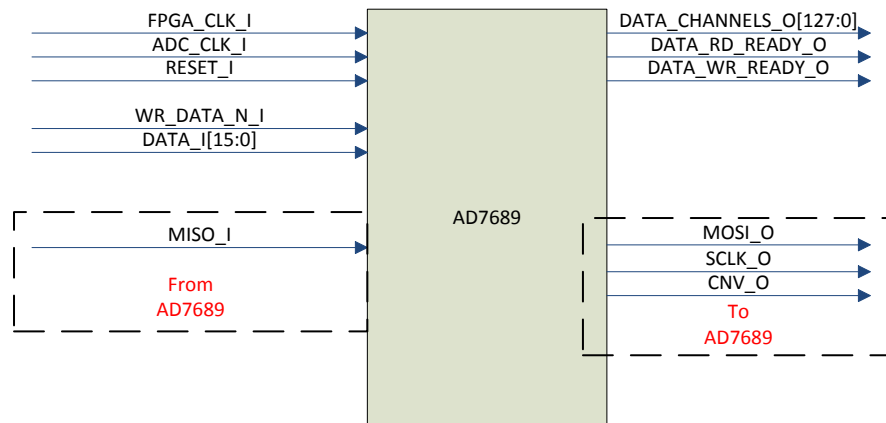 FPGA_CLK_I
ADC_CLK_I
RESET_I
WR_DATA_N_I
DATA_I[15:0]
MISO_I
From
AD7689
AD7689
DATA_CHANNELS_O[127:0]
DATA_RD_READY_O
DATA_WR_READY_O
MOSI_O
SCLK_O
CNV_O
To
AD7689